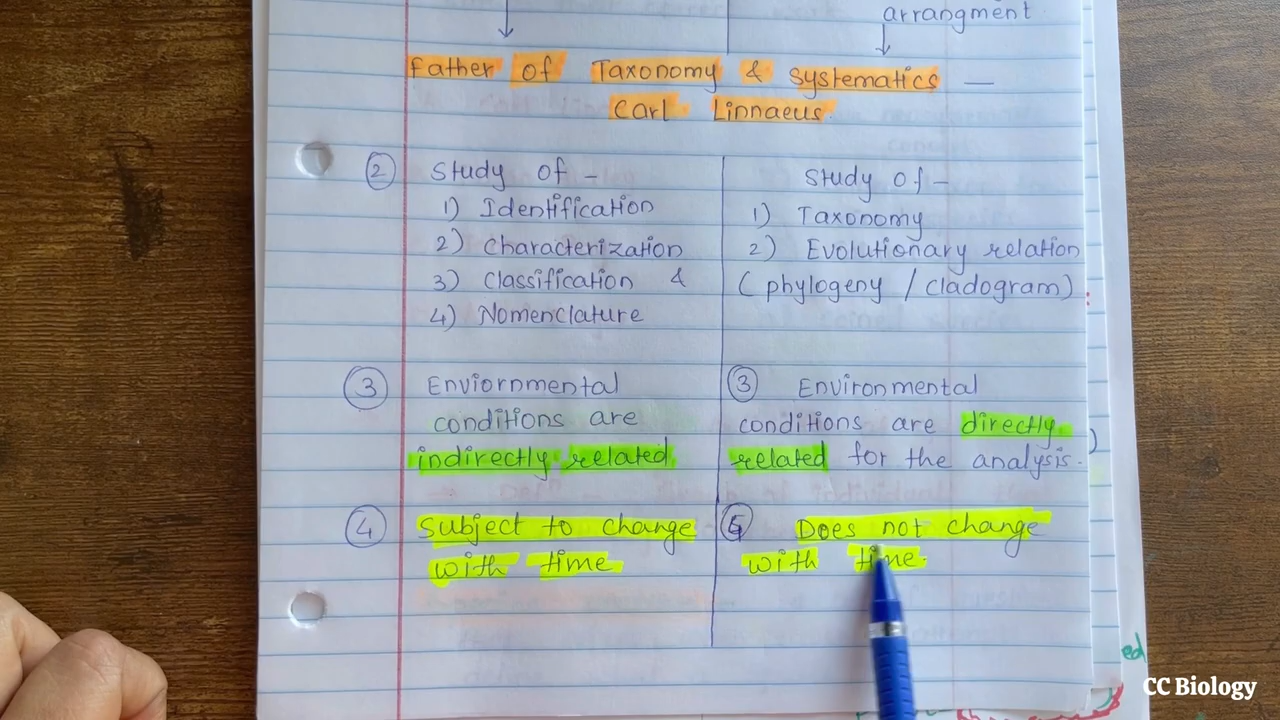 arrangment
Father of Taxonomy & Systematics —
Carl Linnaeus.
② Study of –
1) Identification
2) Characterization
3) Classification &
4) Nomenclature
Study of –
1) Taxonomy
2) Evolutionary relation
(phylogeny / cladogram)
③ Enviornmental
conditions are
indirectly related.
③ Environmental
conditions are directly
related for the analysis.
④ Subject to change
with time
Does not change
with time.
ed
CC Biology